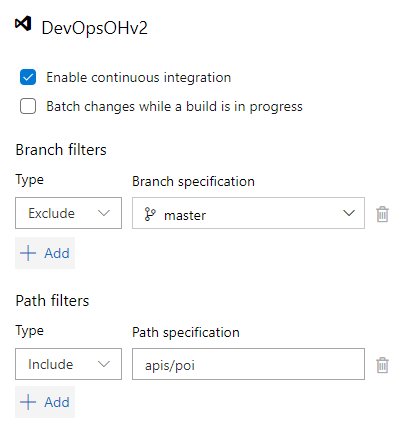 DevOpsOHv2
Enable continuous integration
Batch changes while a build is in progress
Branch filters
Type Branch specification
Exclude master
Add
Path filters
Type Path specification
Include apis/poi
Add